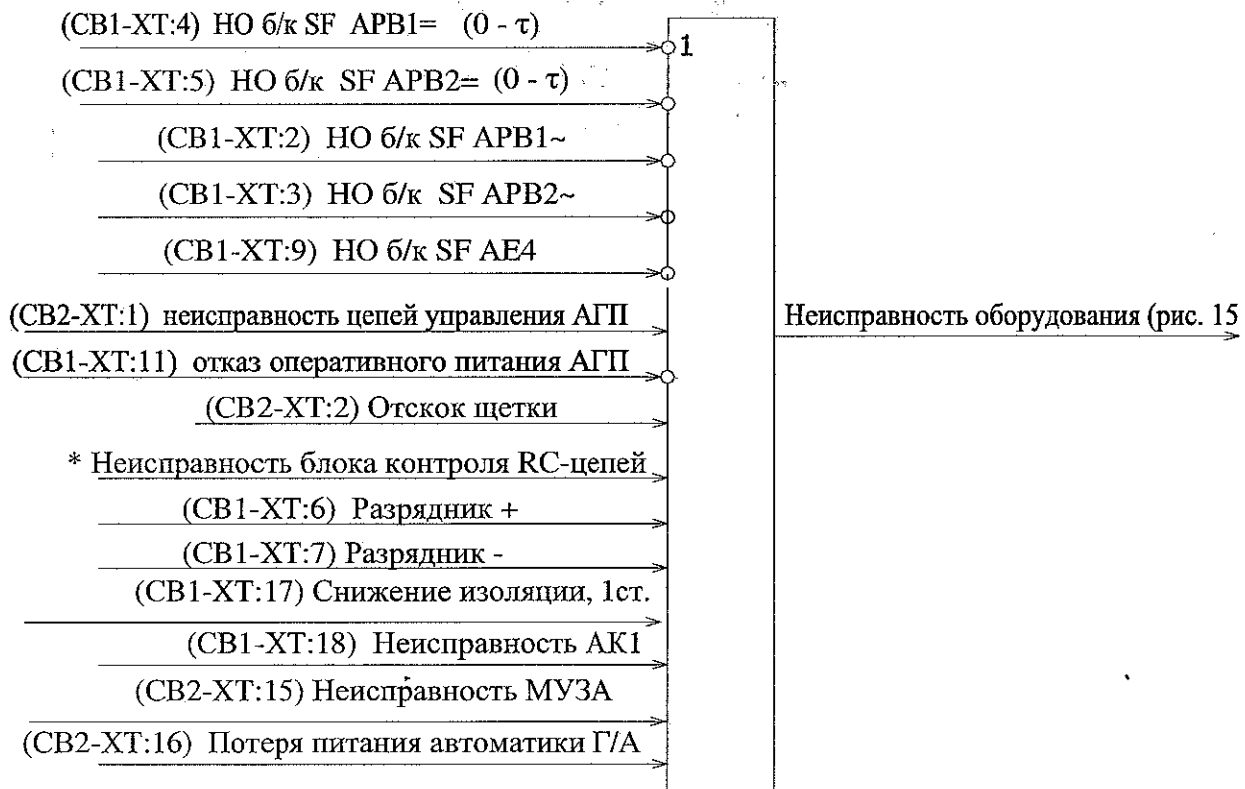 (СВ1-ХТ:4) НО б/к SF АРВ1= (0 - τ)
1
(СВ1-ХТ:5) НО б/к SF АРВ2= (0 - τ)
(СВ1-ХТ:2) НО б/к SF АРВ1~
(СВ1-ХТ:3) НО б/к SF АРВ2~
(СВ1-ХТ:9) НО б/к SF АЕ4
(СВ2-ХТ:1) неисправность цепей управления АГП
Неисправность оборудования (рис. 15
(СВ1-ХТ:11) отказ оперативного питания АГП
(СВ2-ХТ:2) Отскок щетки
* Неисправность блока контроля RC-цепей
(СВ1-ХТ:6) Разрядник +
(СВ1-ХТ:7) Разрядник -
(СВ1-ХТ:17) Снижение изоляции, 1ст.
(СВ1-ХТ:18) Неисправность АК1
(СВ2-ХТ:15) Неисправность МУЗА
(СВ2-ХТ:16) Потеря питания автоматики Г/А